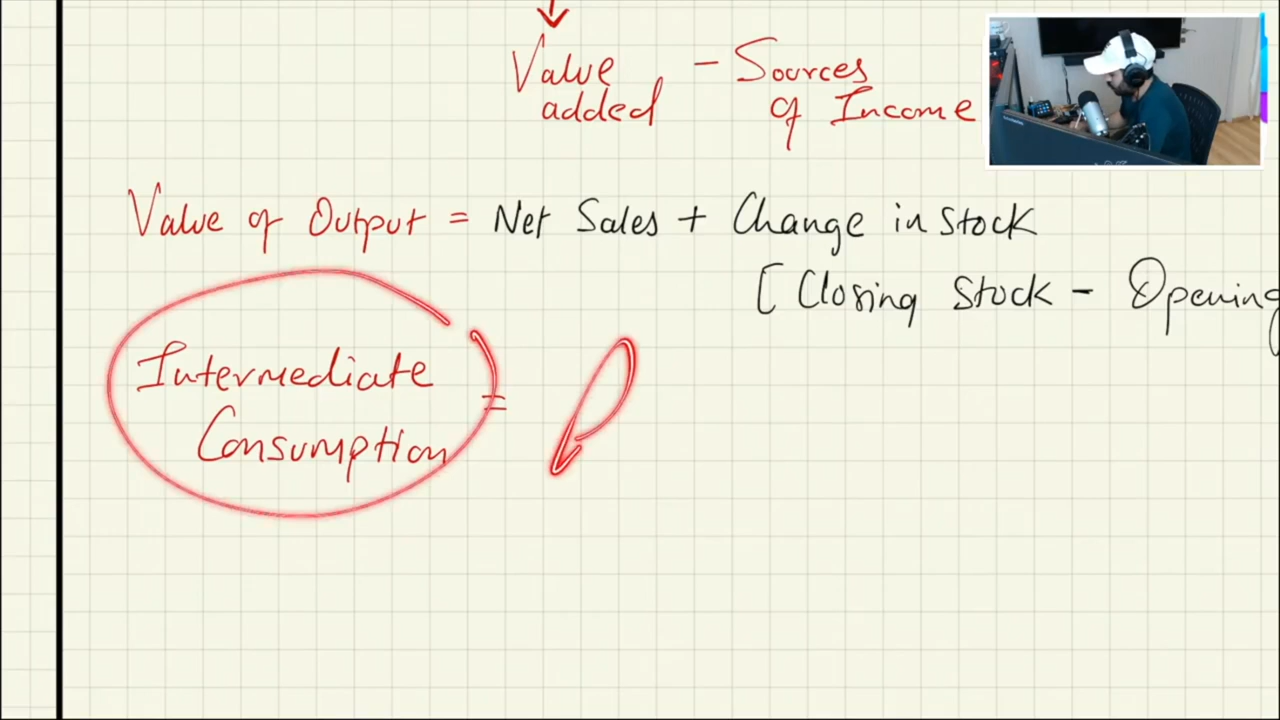 Value - Sources
added of Income
Value of Output = Net Sales + Change in stock
[ Closing Stock - Opening
Intermediate
Consumption =